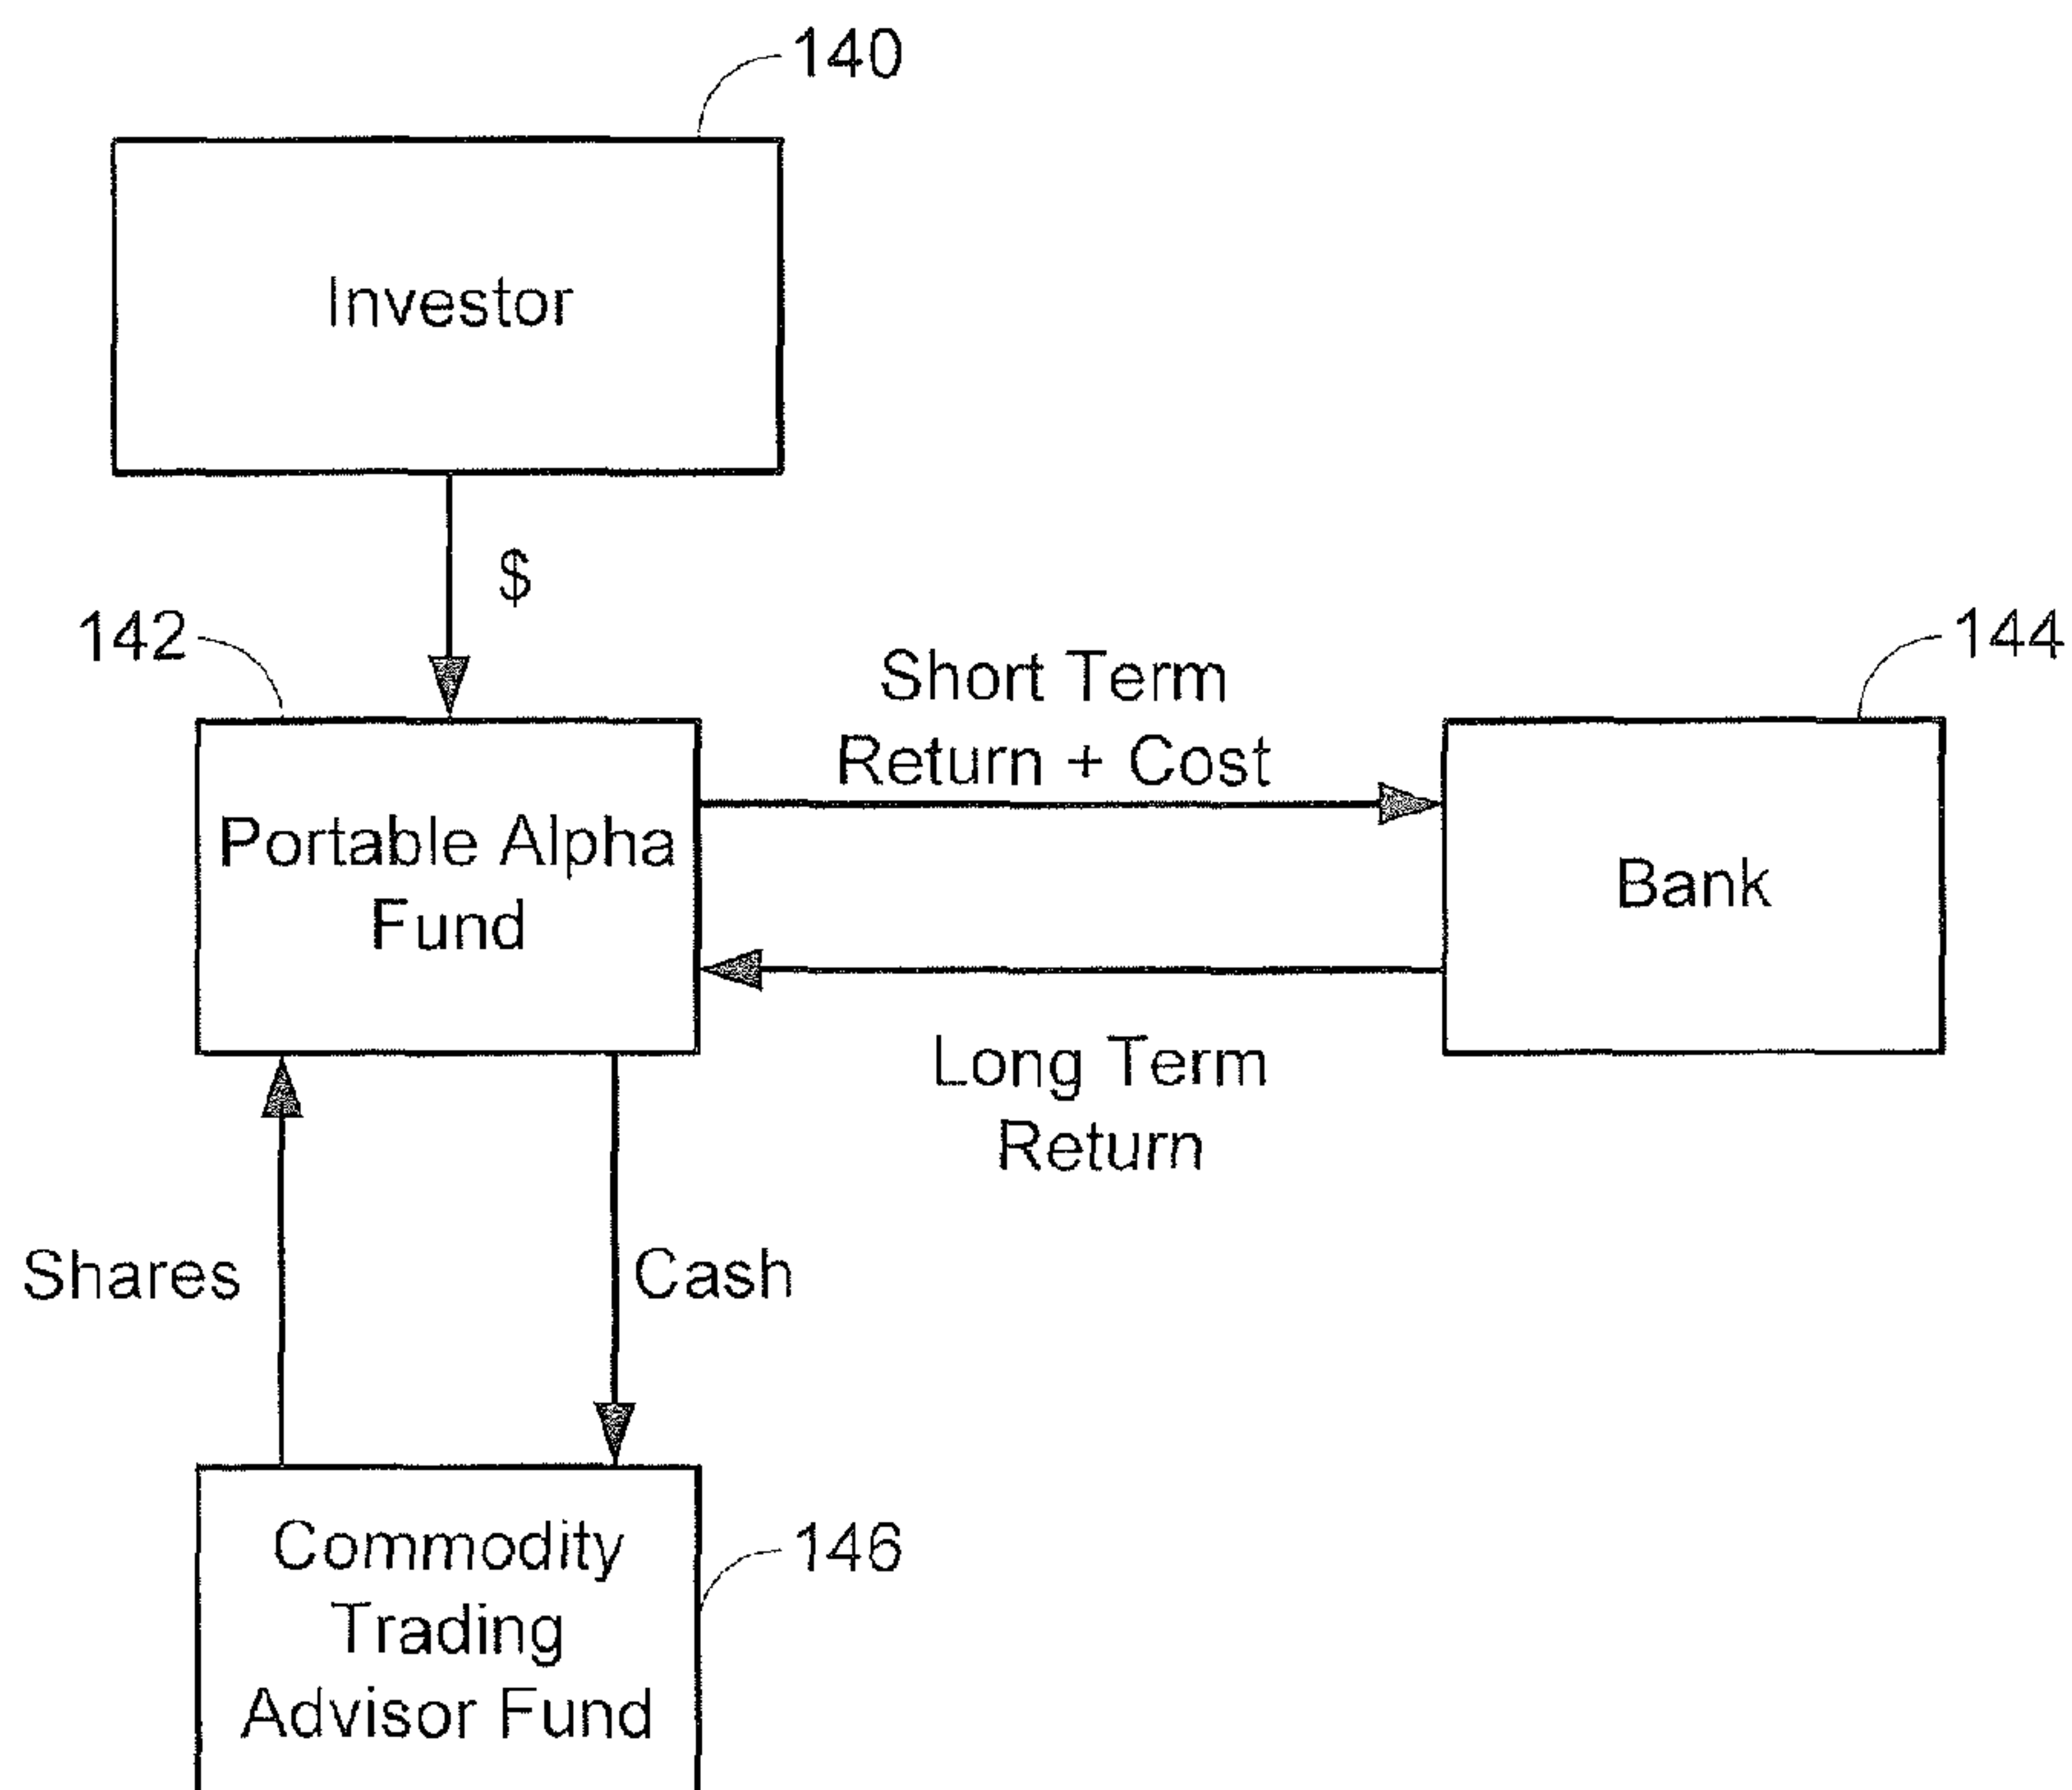 140
Investor
$
142
Short Term
Return + Cost
144
Portable Alpha
Fund
Bank
Long Term
Return
Shares
Cash
Commodity
Trading
Advisor Fund
146